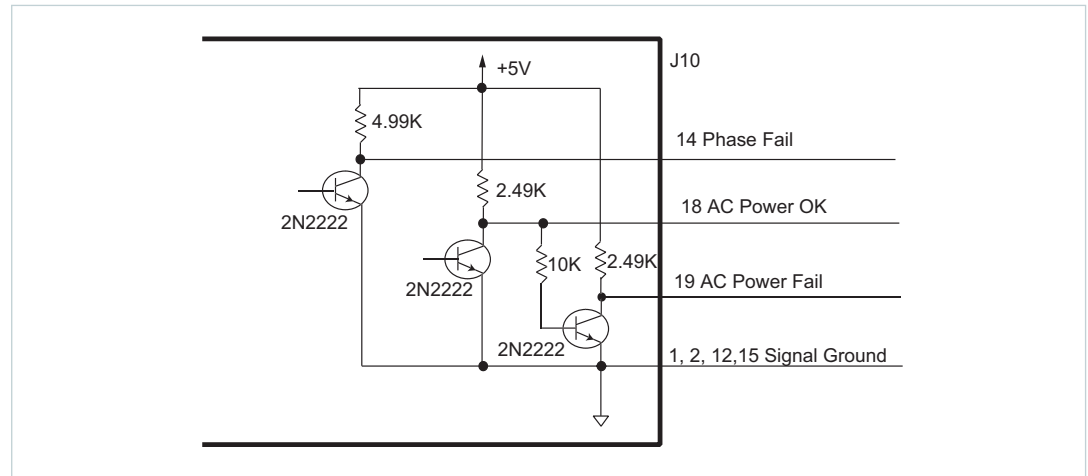 J10
+5V
4.99K
14 Phase Fail
2.49K
18 AC Power OK
2N2222
10K
2.49K
2N2222
19 AC Power Fail
2N2222
1, 2, 12,15 Signal Ground